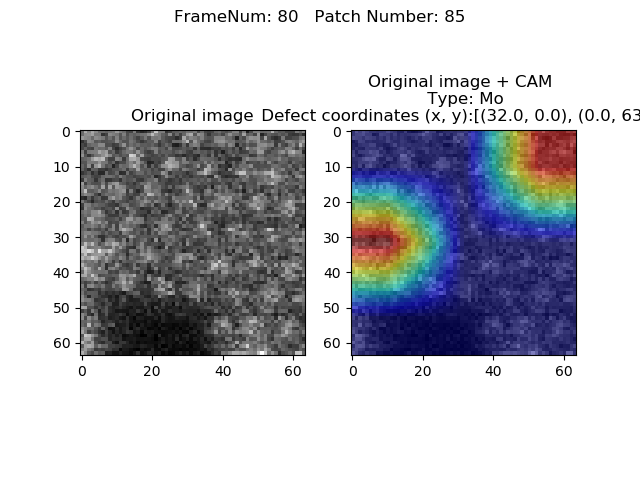 FrameNum: 80   Patch Number: 85
Original image + CAM
Type: Mo
Original image
Defect coordinates (x, y):[(32.0, 0.0), (0.0, 63
0
10
20
30
40
50
60
0 20 40 60
0
10
20
30
40
50
60
0 20 40 60